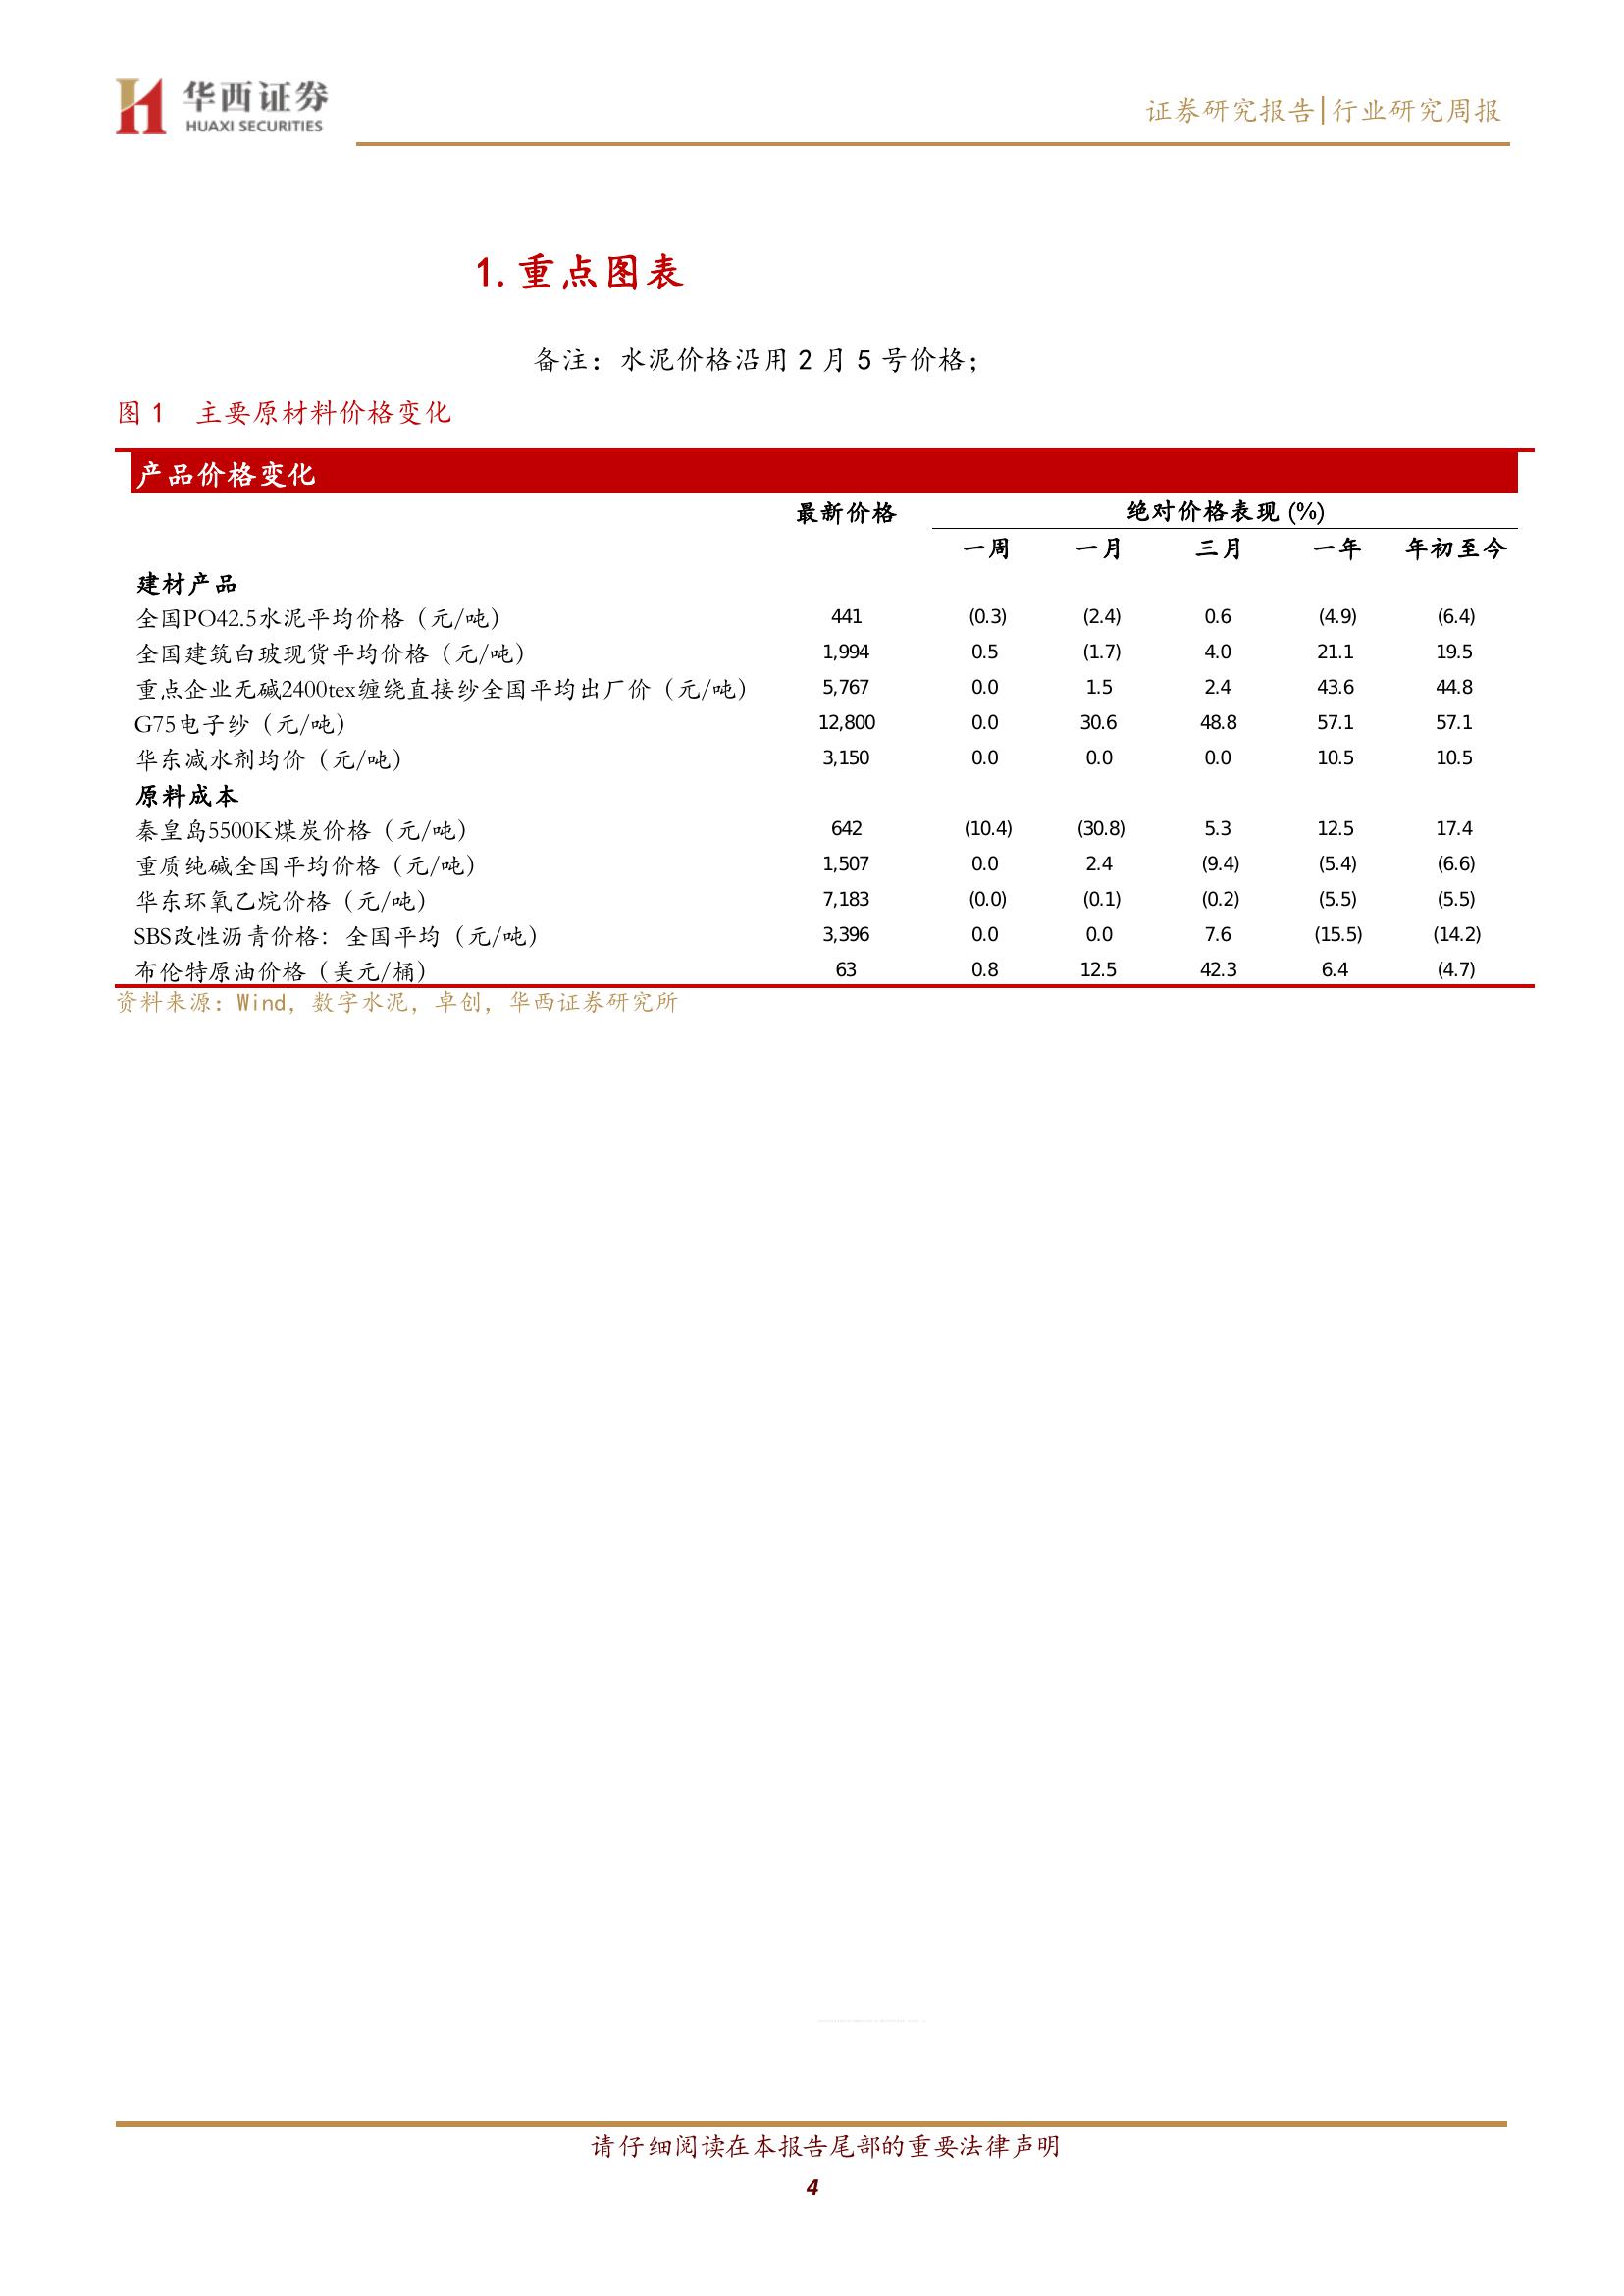 华西证券
HUAXI SECURITIES
证券研究报告|行业研究周报
1.重点图表
备注：水泥价格沿用 2 月 5 号价格；
图 1 主要原材料价格变化
产品价格变化
最新价格 绝对价格表现 (%)
一周 一月 三月 一年 年初至今
建材产品
全国PO42.5水泥平均价格（元/吨） 441 (0.3) (2.4) 0.6 (4.9) (6.4)
全国建筑白玻现货平均价格（元/吨） 1,994 0.5 (1.7) 4.0 21.1 19.5
重点企业无碱2400tex缠绕直接纱全国平均出厂价（元/吨） 5,767 0.0 1.5 2.4 43.6 44.8
G75电子纱（元/吨） 12,800 0.0 30.6 48.8 57.1 57.1
华东减水剂均价（元/吨） 3,150 0.0 0.0 0.0 10.5 10.5
原料成本
秦皇岛5500K煤炭价格（元/吨） 642 (10.4) (30.8) 5.3 12.5 17.4
重质纯碱全国平均价格（元/吨） 1,507 0.0 2.4 (9.4) (5.4) (6.6)
华东环氧乙烷价格（元/吨） 7,183 (0.0) (0.1) (0.2) (5.5) (5.5)
SBS改性沥青价格：全国平均（元/吨） 3,396 0.0 0.0 7.6 (15.5) (14.2)
布伦特原油价格（美元/桶） 63 0.8 12.5 42.3 6.4 (4.7)
资料来源：Wind，数字水泥，卓创，华西证券研究所
请仔细阅读在本报告尾部的重要法律声明
4